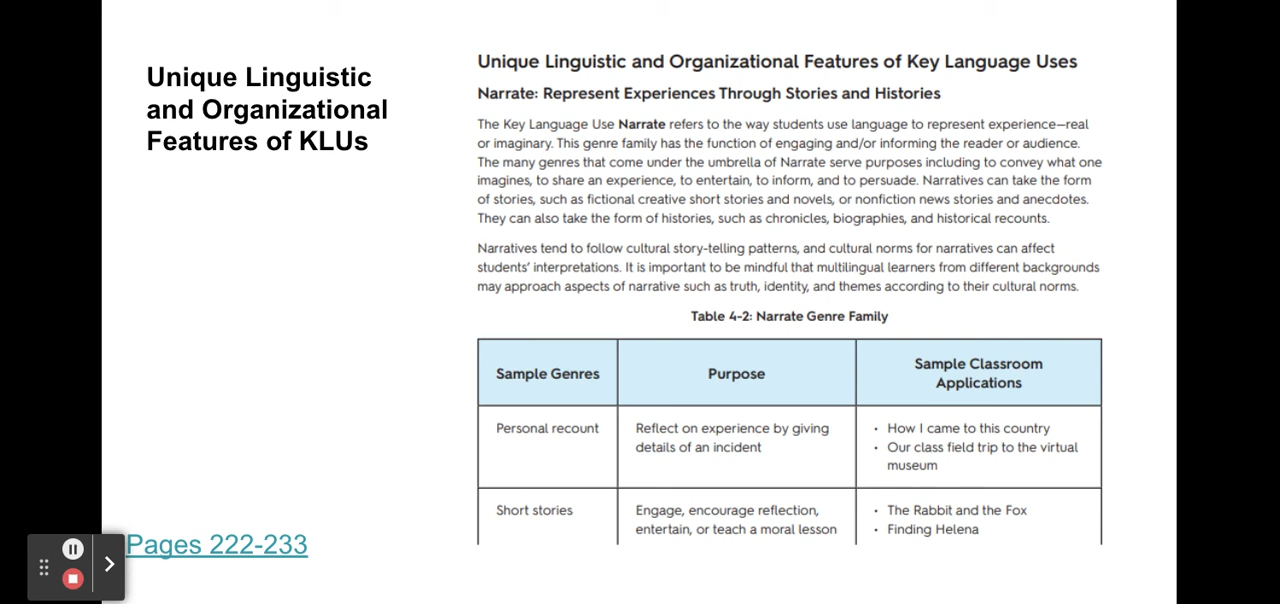 Unique Linguistic
and Organizational
Features of KLUs
Pages 222-233
Unique Linguistic and Organizational Features of Key Language Uses
Narrate: Represent Experiences Through Stories and Histories
The Key Language Use Narrate refers to the way students use language to represent experience—real
or imaginary. This genre family has the function of engaging and/or informing the reader or audience.
The many genres that come under the umbrella of Narrate serve purposes including to convey what one
imagines, to share an experience, to entertain, to inform, and to persuade. Narratives can take the form
of stories, such as fictional creative short stories and novels, or nonfiction news stories and anecdotes.
They can also take the form of histories, such as chronicles, biographies, and historical recounts.
Narratives tend to follow cultural story-telling patterns, and cultural norms for narratives can affect
students' interpretations. It is important to be mindful that multilingual learners from different backgrounds
may approach aspects of narrative such as truth, identity, and themes according to their cultural norms.
Table 4-2: Narrate Genre Family
Sample Genres
Purpose
Sample Classroom
Applications
Personal recount
Reflect on experience by giving
details of an incident
• How I came to this country
• Our class field trip to the virtual
museum
Short stories
Engage, encourage reflection,
entertain, or teach a moral lesson
• The Rabbit and the Fox
• Finding Helena